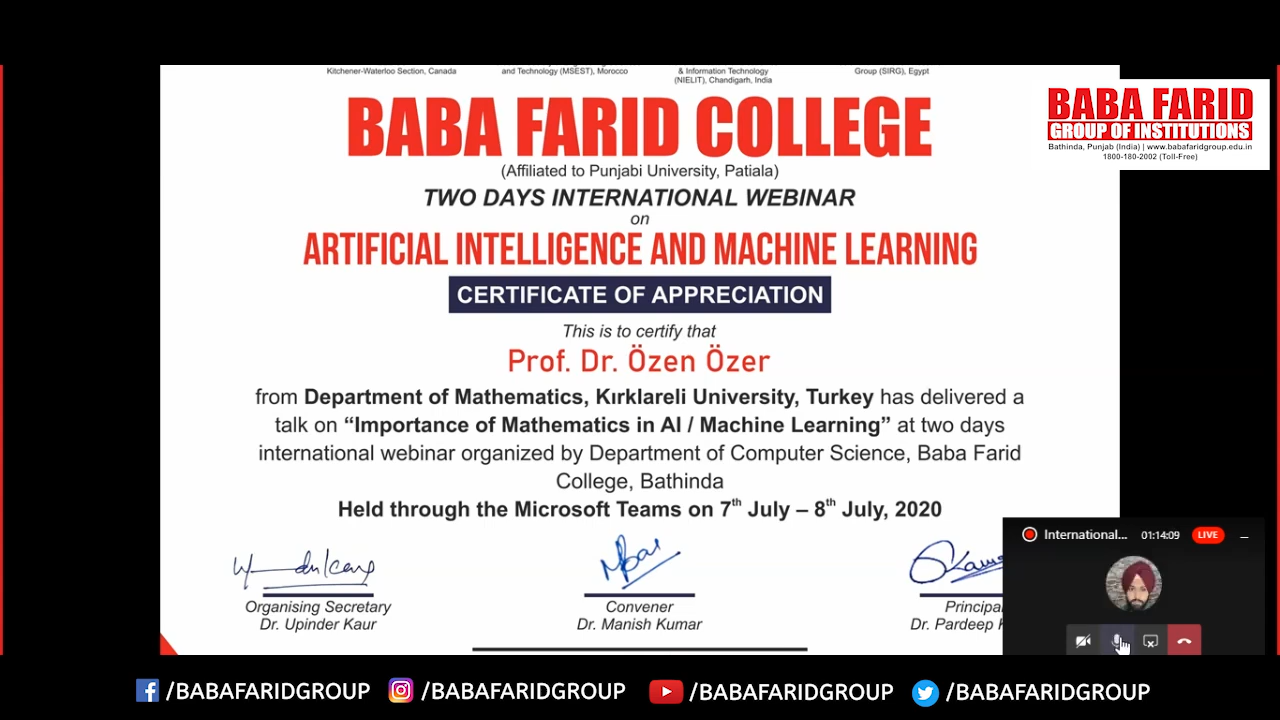 Kitchener-Waterloo Section, Canada
and Technology (MSEST), Morocco
& Information Technology
(NIELIT), Chandigarh, India
Group (SIRG), Egypt
BABA FARID COLLEGE
(Affiliated to Punjabi University, Patiala)
TWO DAYS INTERNATIONAL WEBINAR
on
ARTIFICIAL INTELLIGENCE AND MACHINE LEARNING
CERTIFICATE OF APPRECIATION
This is to certify that
Prof. Dr. Özen Özer
from Department of Mathematics, Kırklareli University, Turkey has delivered a
talk on “Importance of Mathematics in AI / Machine Learning” at two days
international webinar organized by Department of Computer Science, Baba Farid
College, Bathinda
Held through the Microsoft Teams on 7th July – 8th July, 2020
Organising Secretary
Dr. Upinder Kaur
Convener
Dr. Manish Kumar
Principal
Dr. Pardeep
BABA FARID
GROUP OF INSTITUTIONS
Bathinda, Punjab (India) | www.babafaridgroup.edu.in
1800-180-2002 (Toll-Free)
International... 01:14:09 LIVE
/BABAFARIDGROUP /BABAFARIDGROUP /BABAFARIDGROUP /BABAFARIDGROUP